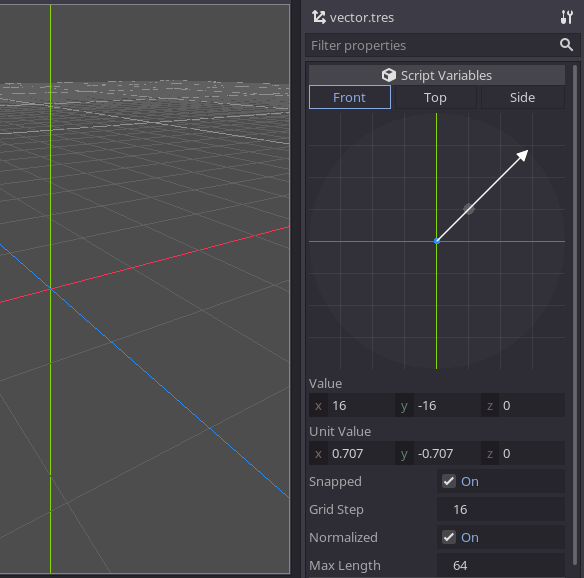 vector.tres
Filter properties
Script Variables
Front Top Side
Value
x 16 y -16 z 0
Unit Value
x 0.707 y -0.707 z 0
Snapped On
Grid Step 16
Normalized On
Max Length 64